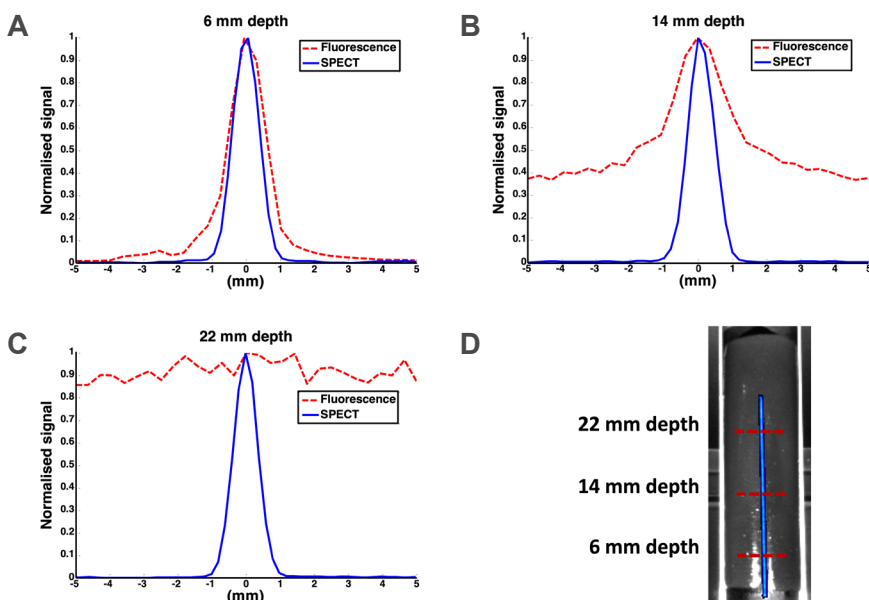 A
6 mm depth
Normalised signal
1
0.9
0.8
0.7
0.6
0.5
0.4
0.3
0.2
0.1
0
Fluorescence
SPECT
-5 -4 -3 -2 -1 0 1 2 3 4 5
(mm)
B
14 mm depth
Normalised signal
1
0.9
0.8
0.7
0.6
0.5
0.4
0.3
0.2
0.1
0
Fluorescence
SPECT
-5 -4 -3 -2 -1 0 1 2 3 4 5
(mm)
C
22 mm depth
Normalised signal
1
0.9
0.8
0.7
0.6
0.5
0.4
0.3
0.2
0.1
0
Fluorescence
SPECT
-5 -4 -3 -2 -1 0 1 2 3 4 5
(mm)
D
22 mm depth
14 mm depth
6 mm depth